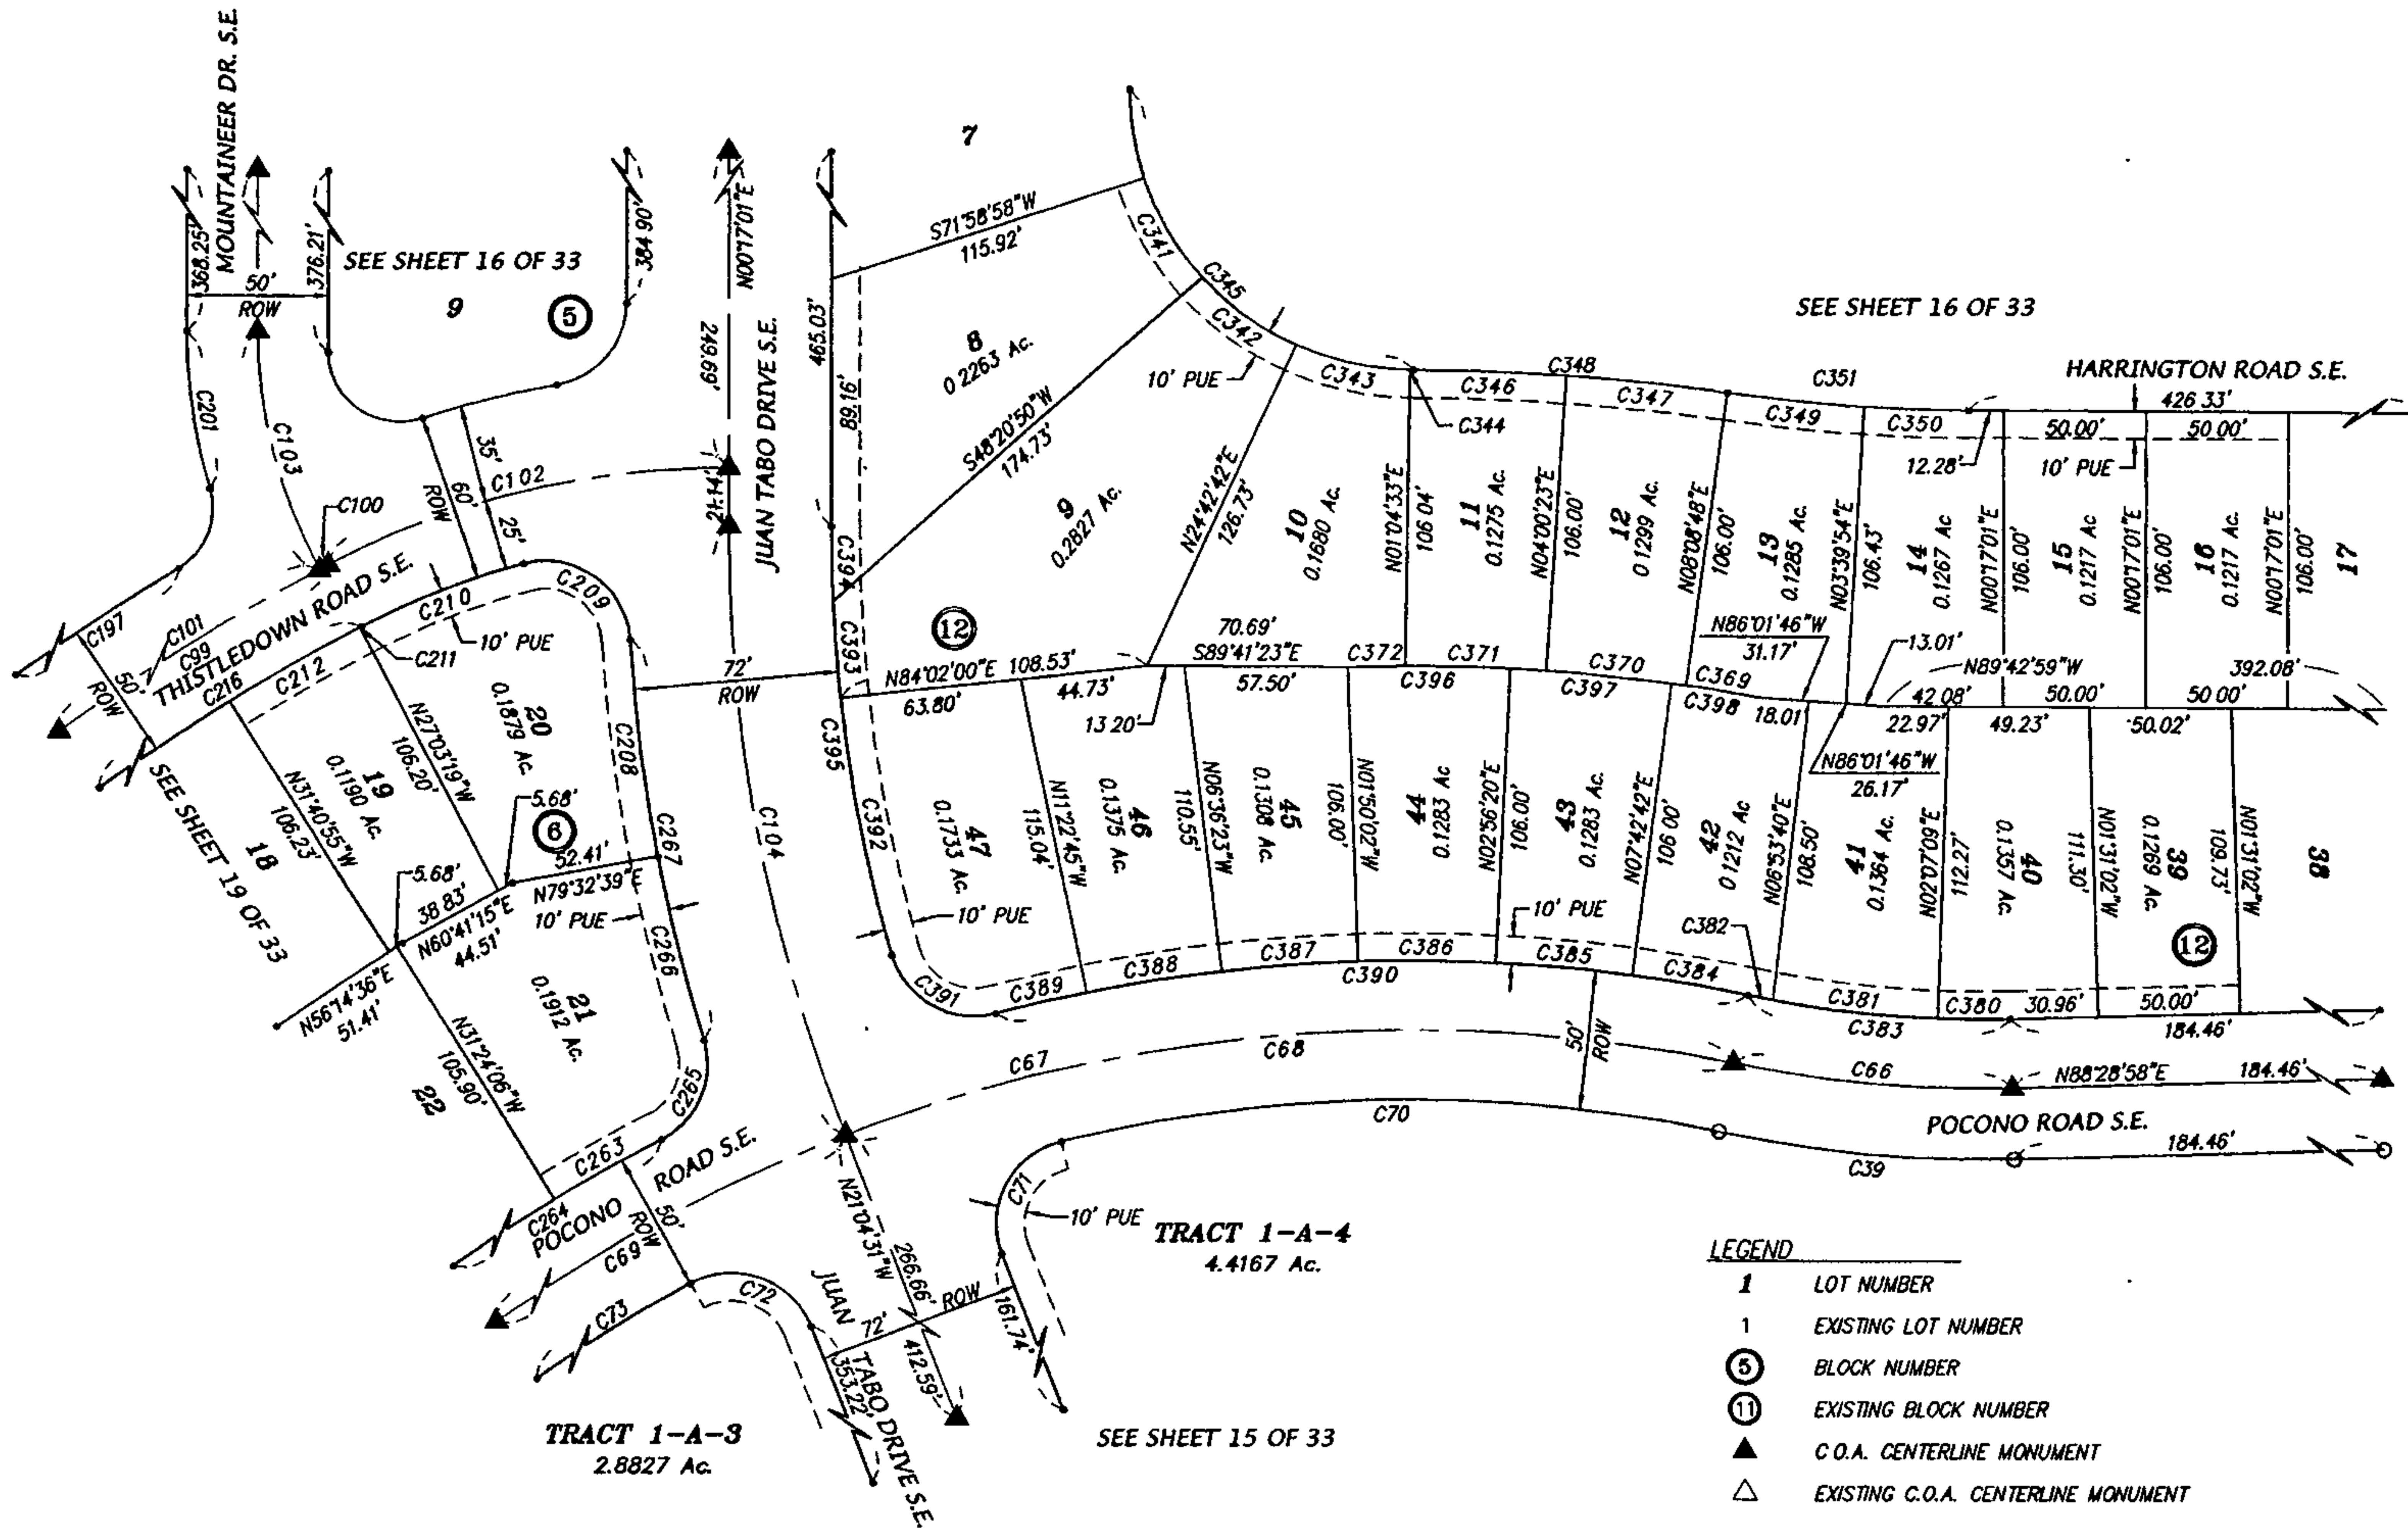 MOUNTAINEER DR. S.E.
368.25'
376.21'
50'
ROW
SEE SHEET 16 OF 33
9
5
384 90'
N00°17'01"E
249.69'
JUAN TABO DRIVE S.E.
465.03'
89.16'
7
S71°58'58"W
115.92'
8
0 2263 Ac.
S48°20'50"W
174.73'
9
0.2827 Ac.
C341
C345
C342
10' PUE
C343
C344
C346
C348
C347
C351
C349
C350
SEE SHEET 16 OF 33
HARRINGTON ROAD S.E.
426 33'
50.00'
50 00'
12.28'
10' PUE
N24°42'42"E
126.73'
10
0.1680 Ac.
N01°04'33"E
106 04'
11
0.1275 Ac.
N04°00'23"E
106.00'
12
0 1299 Ac.
N08°08'48"E
106.00'
13
0.1285 Ac.
N03°39'54"E
106.43'
14
0.1267 Ac
N00°17'01"E
106.00'
15
0.1217 Ac.
N00°17'01"E
106.00'
16
0.1217 Ac.
N00°17'01"E
106.00'
17
C201
C103
C100
C102
35'
60'
ROW
25'
21.14'
C394
C393
12
C197
C101
C99
THISTLEDOWN ROAD S.E.
50'
ROW
C216
C212
C211
C210
C209
10' PUE
72'
ROW
N84°02'00"E 108.53'
63.80'
44.73'
13 20'
70.69'
S89°41'23"E
57.50'
C372
C371
C396
C370
C397
C369
C398
N86°01'46"W
31.17'
18.01
13.01'
N89°42'59"W
392.08'
42.08'
50.00'
50 00'
22.97'
49.23'
50.02'
N86°01'46"W
26.17'
SEE SHEET 19 OF 33
18
N31°40'55"W
106.23'
19
0.1190 Ac.
N27°03'19"W
106.20'
20
0.1879 Ac.
C208
C267
C266
C104
C395
C392
5.68'
6
52.41'
N79°32'39"E
5.68'
38 83'
N60°41'15"E
44.51'
10' PUE
N56°14'36"E
51.41'
21
0.1912 Ac.
N31°24'06"W
105.90'
22
C265
C263
C264
47
0.1733 Ac.
N11°22'45"W
115.04'
46
0.1375 Ac.
N06°36'23"W
110.55'
45
0.1308 Ac.
N01°50'02"W
106.00'
44
0.1283 Ac
N02°56'20"E
106.00'
43
0.1283 Ac.
N07°42'42"E
106 00'
42
0 1212 Ac
N06°53'40"E
108.50'
41
0.1364 Ac.
N02°07'09"E
112.27'
40
0.1357 Ac
N01°31'02"W
111.30'
39
0.1269 Ac.
N01°31'02"W
109.73'
38
12
10' PUE
10' PUE
C391
C389
C388
C387
C390
C386
C385
C384
C382
C381
C383
C380
30.96'
50.00'
184.46'
50'
ROW
C67
C68
C66
N88°28'58"E
184.46'
C70
C39
POCONO ROAD S.E.
184.46'
POCONO ROAD S.E.
50'
ROW
C69
C73
C72
C71
10' PUE
N21°04'31"W
266.66'
JUAN TABO DRIVE S.E.
72'
ROW
161.74'
412.59'
353.22'
TRACT 1-A-4
4.4167 Ac.
TRACT 1-A-3
2.8827 Ac.
SEE SHEET 15 OF 33
LEGEND
1 LOT NUMBER
1 EXISTING LOT NUMBER
5 BLOCK NUMBER
11 EXISTING BLOCK NUMBER
C O.A. CENTERLINE MONUMENT
EXISTING C.O.A. CENTERLINE MONUMENT